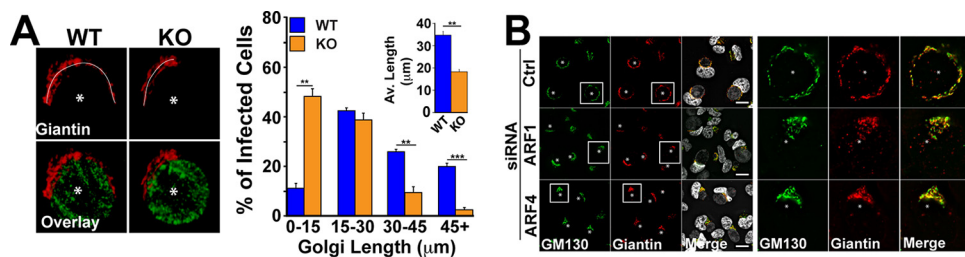 A
WT
KO
*
*
Giantin
*
*
Overlay
% of Infected Cells
80
60
40
20
0
WT
KO
**
**
***
0-15
15-30
30-45
45+
Golgi Length (μm)
Av. Length
(μm)
40
30
20
10
0
**
WT
KO
B
siRNA
Ctrl
ARF1
ARF4
GM130
Giantin
Merge
GM130
Giantin
Merge